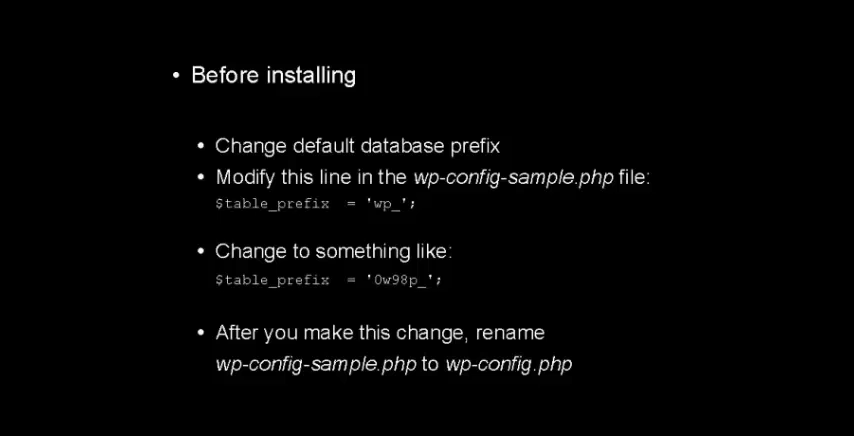 • Before installing
• Change default database prefix
• Modify this line in the wp-config-sample.php file:
$table_prefix  = 'wp_';
• Change to something like:
$table_prefix  = '0w98p_';
• After you make this change, rename
wp-config-sample.php to wp-config.php